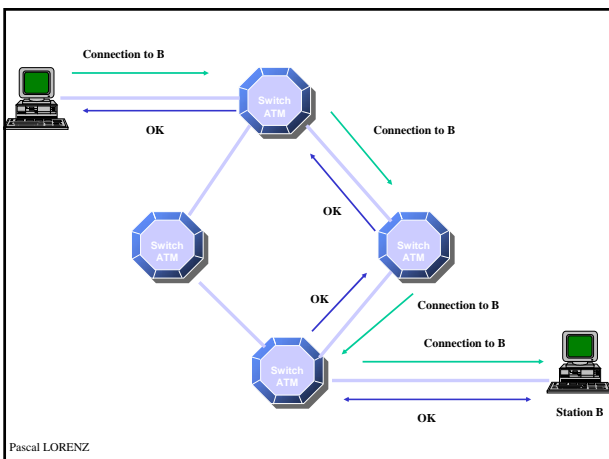 Connection to B
Switch
ATM
OK
Connection to B
OK
Switch
ATM
Switch
ATM
OK
Connection to B
Connection to B
Switch
ATM
OK
Station B
Pascal LORENZ